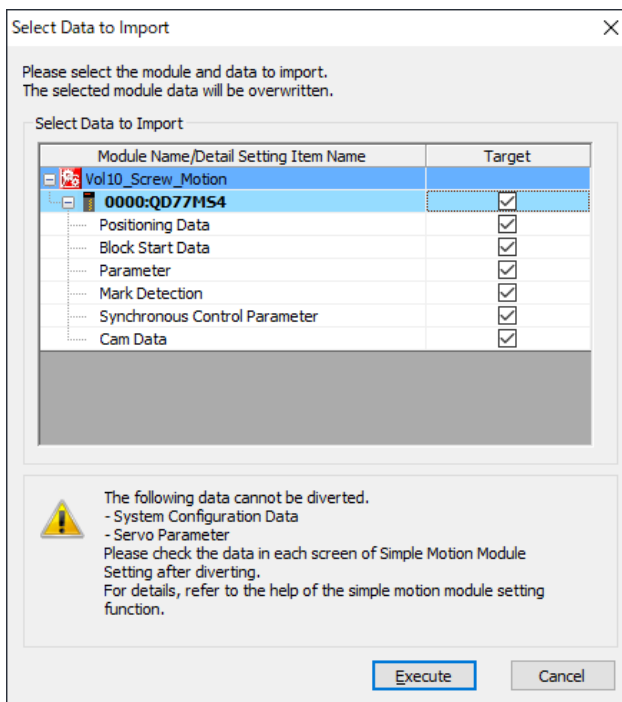 Select Data to Import
Please select the module and data to import.
The selected module data will be overwritten.
Select Data to Import
Module Name/Detail Setting Item Name Target
Vol10_Screw_Motion
0000:QD77MS4
Positioning Data
Block Start Data
Parameter
Mark Detection
Synchronous Control Parameter
Cam Data
The following data cannot be diverted.
- System Configuration Data
- Servo Parameter
Please check the data in each screen of Simple Motion Module
Setting after diverting.
For details, refer to the help of the simple motion module setting
function.
Execute Cancel